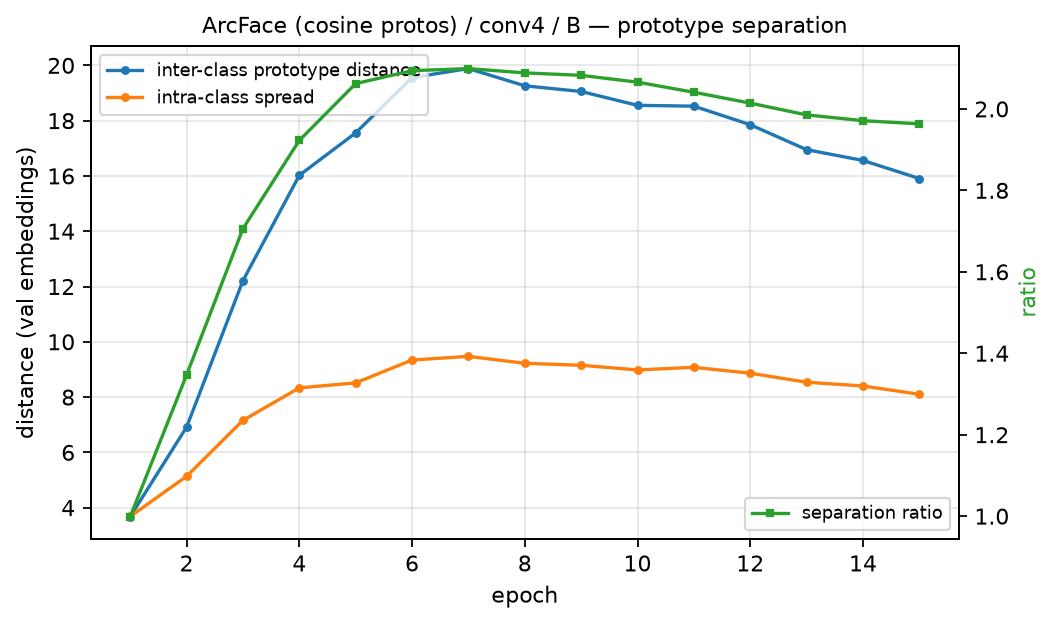 ArcFace (cosine protos) / conv4 / B — prototype separation
inter-class prototype distance
intra-class spread
separation ratio
distance (val embeddings)
20
18
16
14
12
10
8
6
4
2.0
1.8
1.6
1.4
1.2
1.0
ratio
2 4 6 8 10 12 14
epoch